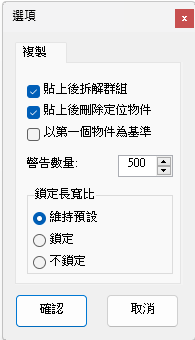 選項
x
複製
貼上後拆解群組
貼上後刪除定位物件
以第一個物件為基準
警告數量: 500
鎖定長寬比
維持預設
鎖定
不鎖定
確認 取消